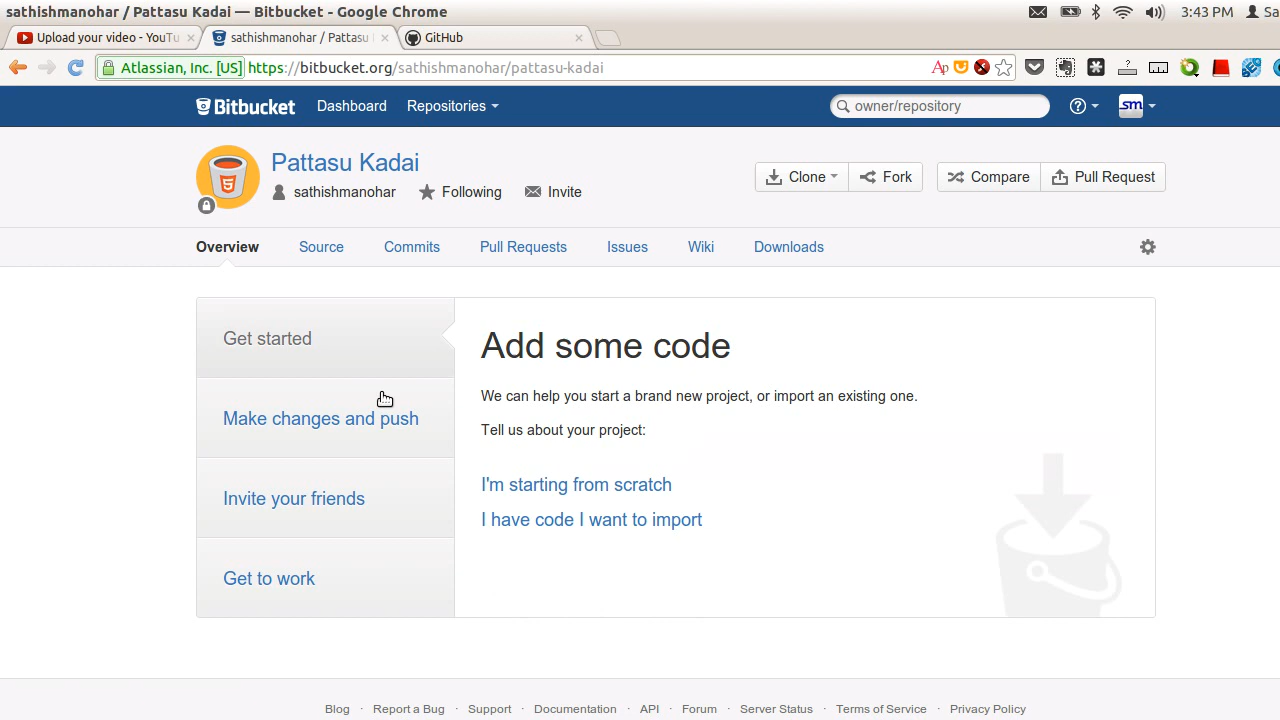 sathishmanohar / Pattasu Kadai — Bitbucket - Google Chrome 3:43 PM Sa
Upload your video - YouTu sathishmanohar / Pattasu GitHub
Atlassian, Inc. [US] https://bitbucket.org/sathishmanohar/pattasu-kadai
Bitbucket Dashboard Repositories owner/repository sm
Pattasu Kadai
sathishmanohar Following Invite
Clone Fork Compare Pull Request
Overview Source Commits Pull Requests Issues Wiki Downloads
Get started
Make changes and push
Invite your friends
Get to work
Add some code
We can help you start a brand new project, or import an existing one.
Tell us about your project:
I'm starting from scratch
I have code I want to import
Blog · Report a Bug · Support · Documentation · API · Forum · Server Status · Terms of Service · Privacy Policy